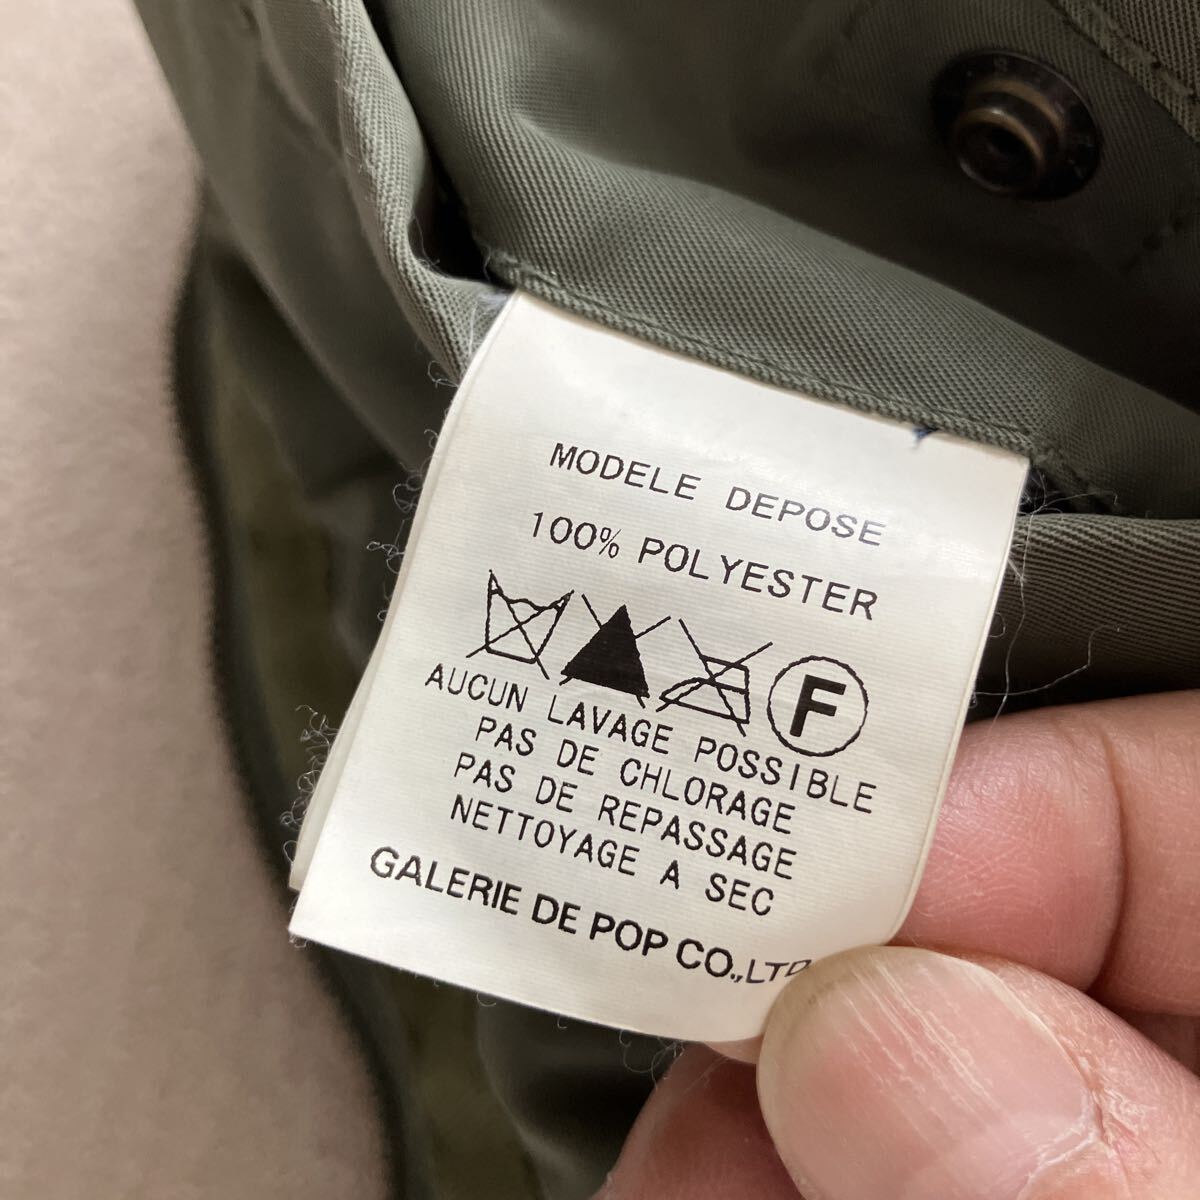 MODELE DEPOSE
100% POLYESTER
F
AUCUN LAVAGE POSSIBLE
PAS DE CHLORAGE
PAS DE REPASSAGE
NETTOYAGE A SEC
GALERIE DE POP CO.,LTD